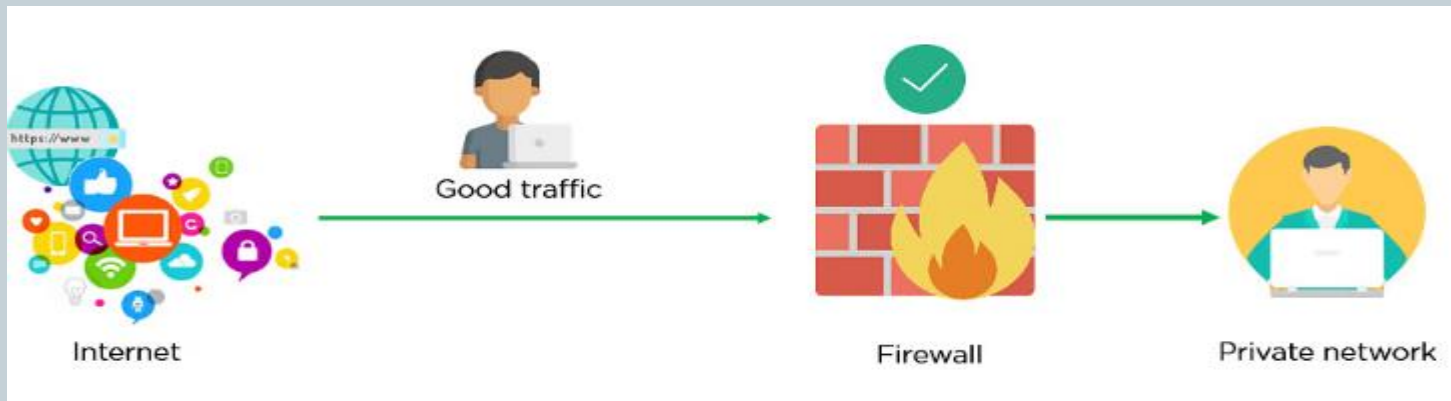 https://www
Good traffic
Internet
Firewall
Private network